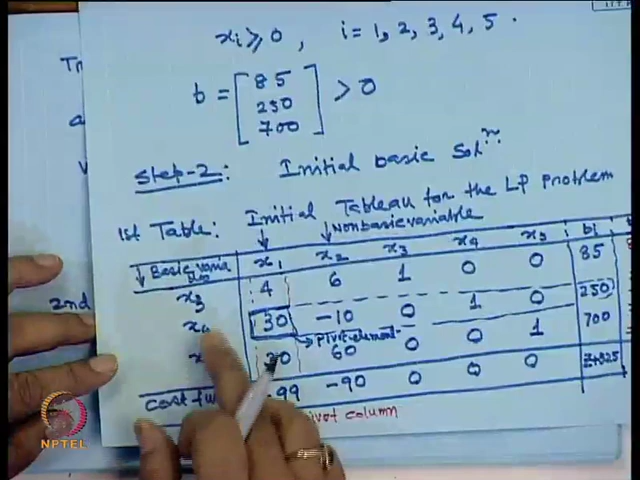 xi ≥ 0 , i = 1, 2, 3, 4, 5 .
b = [ 85 250 700 ] > 0
Step-2: Initial basic Solⁿ:
1st Table: Initial Tableau for the LP problem
↓ ↓Nonbasic variable
↓Basic varia x₁ x₂ x₃ x₄ x₅ bi
x₃ 4 6 1 0 0 85
x₄ 30 -10 0 1 0 250
→ Pivot element
x 20 60 0 0 1 700
Cost fu -99 -90 0 0 0
pivot column
2nd
NPTEL